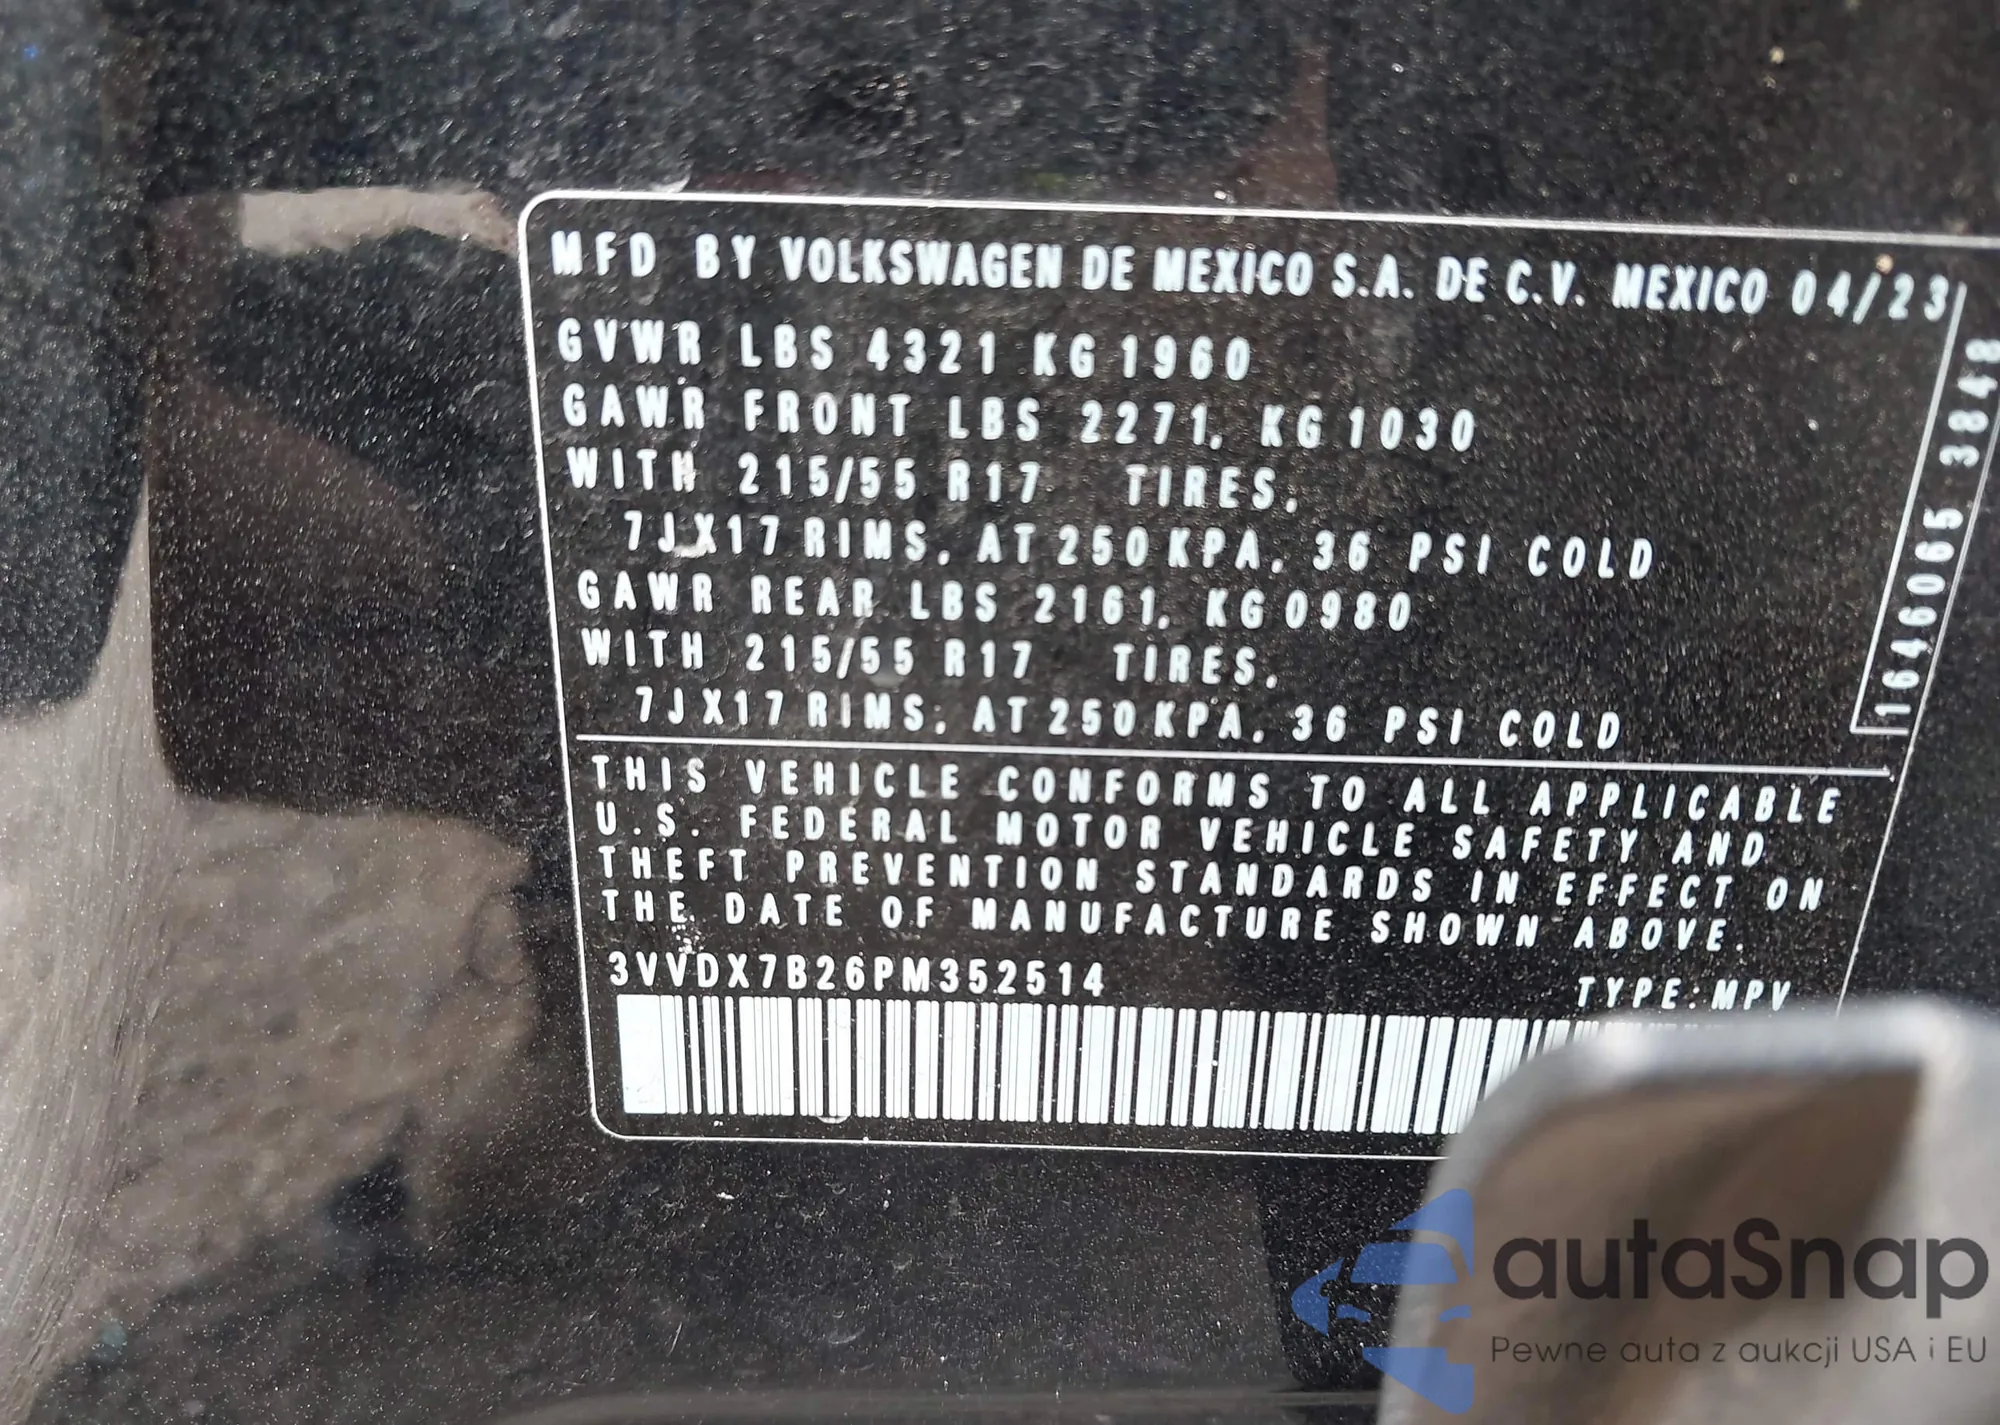 MFD BY VOLKSWAGEN DE MEXICO S.A. DE C.V. MEXICO 04/23
GVWR LBS 4321 KG 1960
GAWR FRONT LBS 2271, KG 1030
WITH 215/55 R17 TIRES,
7JX17 RIMS, AT 250 KPA, 36 PSI COLD
GAWR REAR LBS 2161, KG 0980
WITH 215/55 R17 TIRES,
7JX17 RIMS, AT 250 KPA, 36 PSI COLD
1646065 3848
THIS VEHICLE CONFORMS TO ALL APPLICABLE
U.S. FEDERAL MOTOR VEHICLE SAFETY AND
THEFT PREVENTION STANDARDS IN EFFECT ON
THE DATE OF MANUFACTURE SHOWN ABOVE.
3VVDX7B26PM352514 TYPE: MPV
autaSnap
Pewne auta z aukcji USA i EU